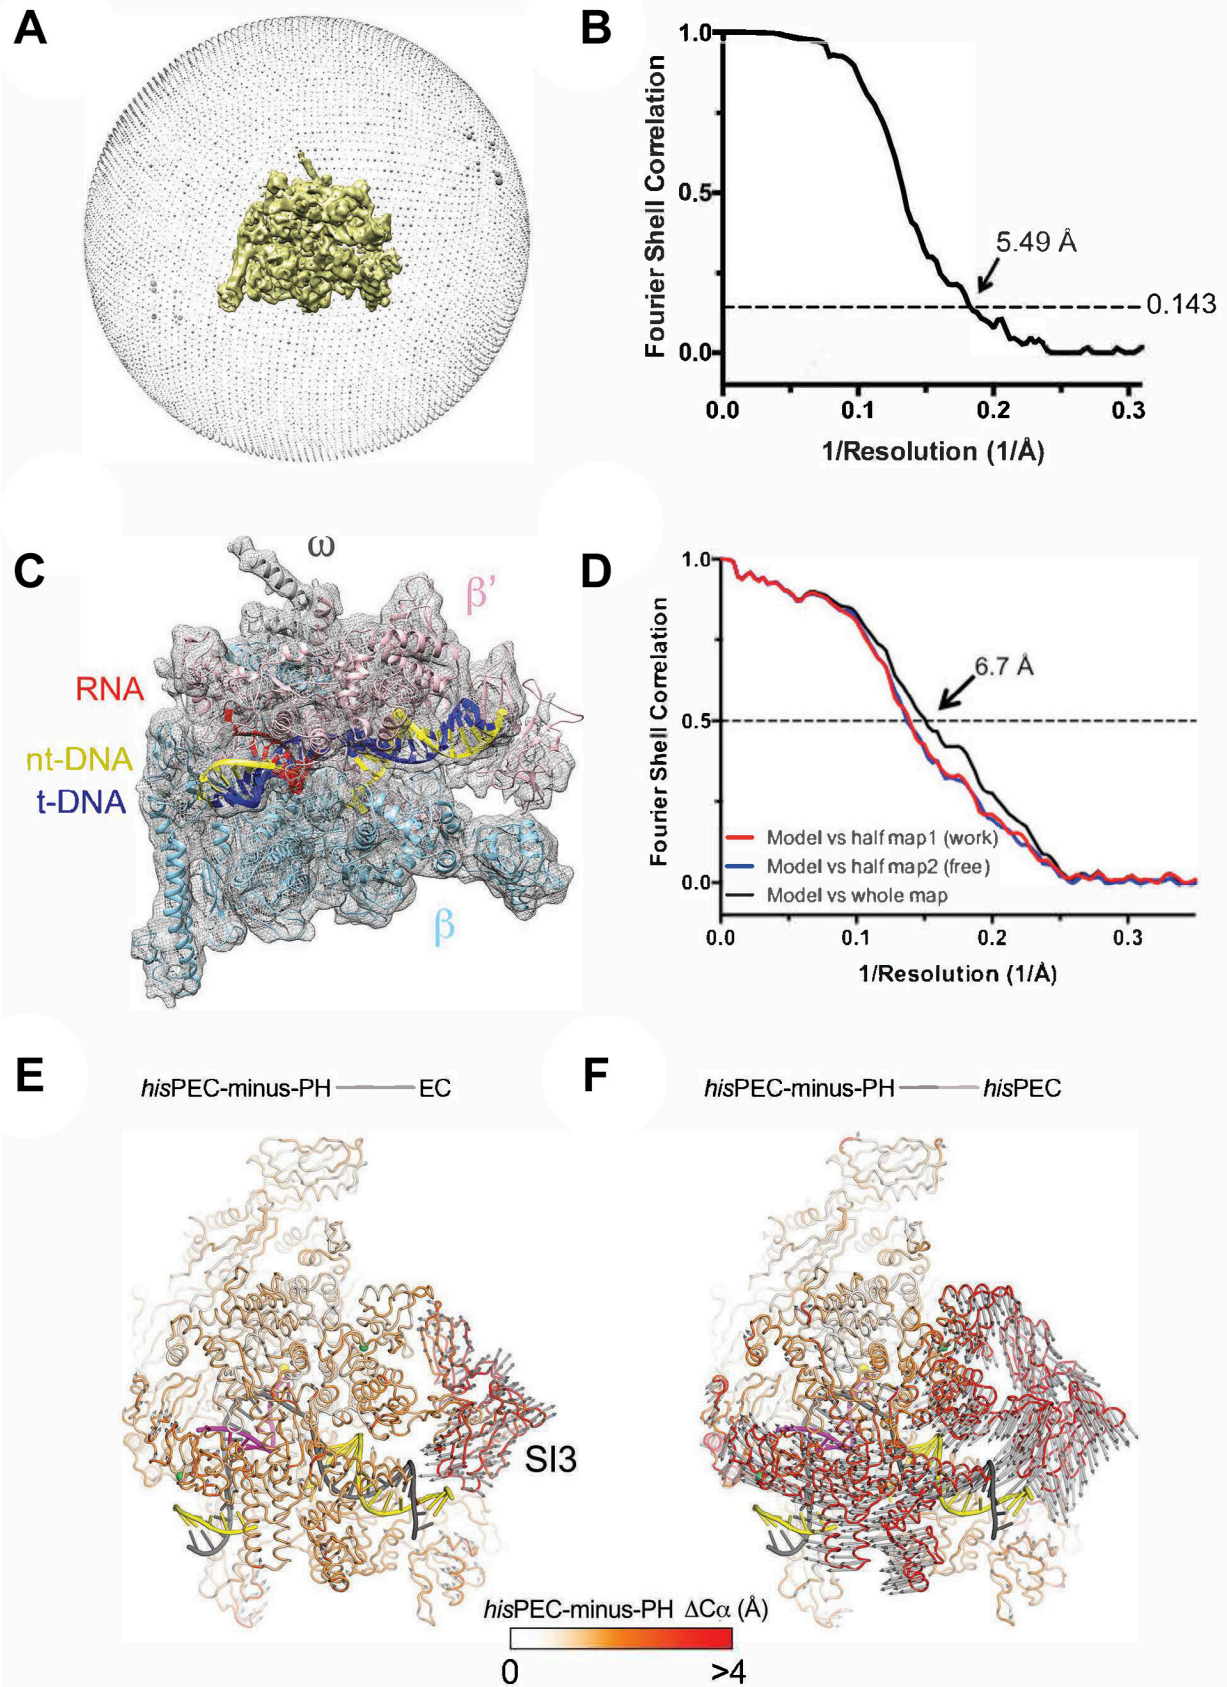 A
B
1.0
0.5
0.0
Fourier Shell Correlation
5.49 Å
0.143
0.0 0.1 0.2 0.3
1/Resolution (1/Å)
C
ω
β’
RNA
nt-DNA
t-DNA
β
D
1.0
0.5
0.0
Fourier Shell Correlation
6.7 Å
Model vs half map1 (work)
Model vs half map2 (free)
Model vs whole map
0.0 0.1 0.2 0.3
1/Resolution (1/Å)
E
hisPEC-minus-PH EC
SI3
F
hisPEC-minus-PH hisPEC
hisPEC-minus-PH ΔCα (Å)
0 >4